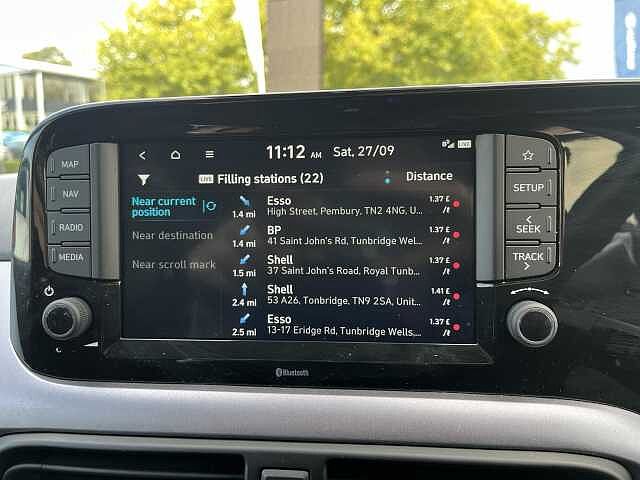 11:12 AM Sat, 27/09
LIVE Filling stations (22) Distance
Near current
position
Near destination
Near scroll mark
Esso 1.37 £
1.4 mi High Street, Pembury, TN2 4NG, U... /ℓ
BP 1.37 £
1.4 mi 41 Saint John's Rd, Tunbridge Wel... /ℓ
Shell 1.37 £
1.5 mi 37 Saint John's Road, Royal Tunb... /ℓ
Shell 1.41 £
2.4 mi 53 A26, Tonbridge, TN9 2SA, Unit... /ℓ
Esso 1.37 £
2.5 mi 13-17 Eridge Rd, Tunbridge Wells,... /ℓ
MAP
NAV
RADIO
MEDIA
SETUP
SEEK
TRACK
Bluetooth